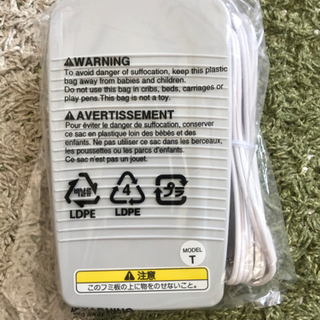 ⚠WARNING
To avoid danger of suffocation, keep this plastic
bag away from babies and children.
Do not use this bag in cribs, beds, carriages or
play pens. This bag is not a toy.
⚠AVERTISSEMENT
Pour éviter le danger de suffocation, conserver
ce sac en plastique loin des bébés et des
enfants. Ne pas utiliser ce sac dans les berceaux,
les poussettes ou les parcs d'enfants.
Ce sac n'est pas un jouet.
4
プラ
LDPE
LDPE
MODEL
T
⚠注意
このフミ板の上に物をのせないこと。
WARNING